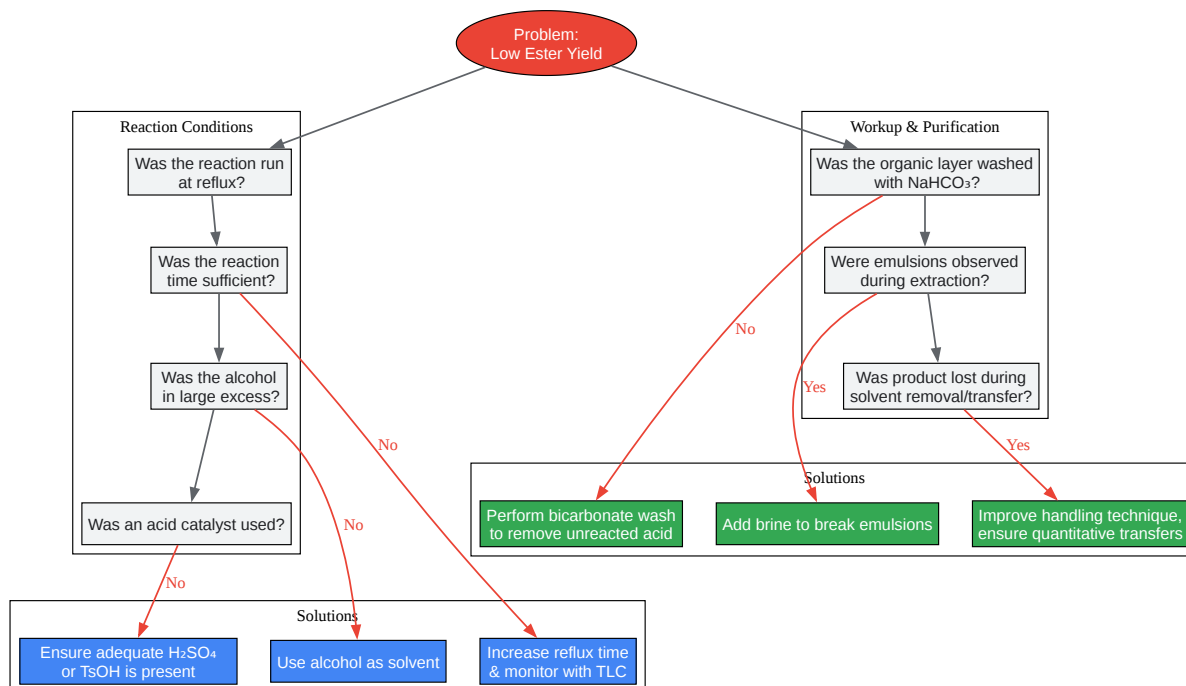 Problem:
Low Ester Yield
Reaction Conditions
Was the reaction run
at reflux?
Was the reaction
time sufficient?
Was the alcohol
in large excess?
Was an acid catalyst used?
Workup & Purification
Was the organic layer washed
with NaHCO₃?
Were emulsions observed
during extraction?
Was product lost during
solvent removal/transfer?
No
Yes
Yes
No
No
No
Solutions
Perform bicarbonate wash
to remove unreacted acid
Add brine to break emulsions
Improve handling technique,
ensure quantitative transfers
Solutions
Ensure adequate H₂SO₄
or TsOH is present
Use alcohol as solvent
Increase reflux time
& monitor with TLC